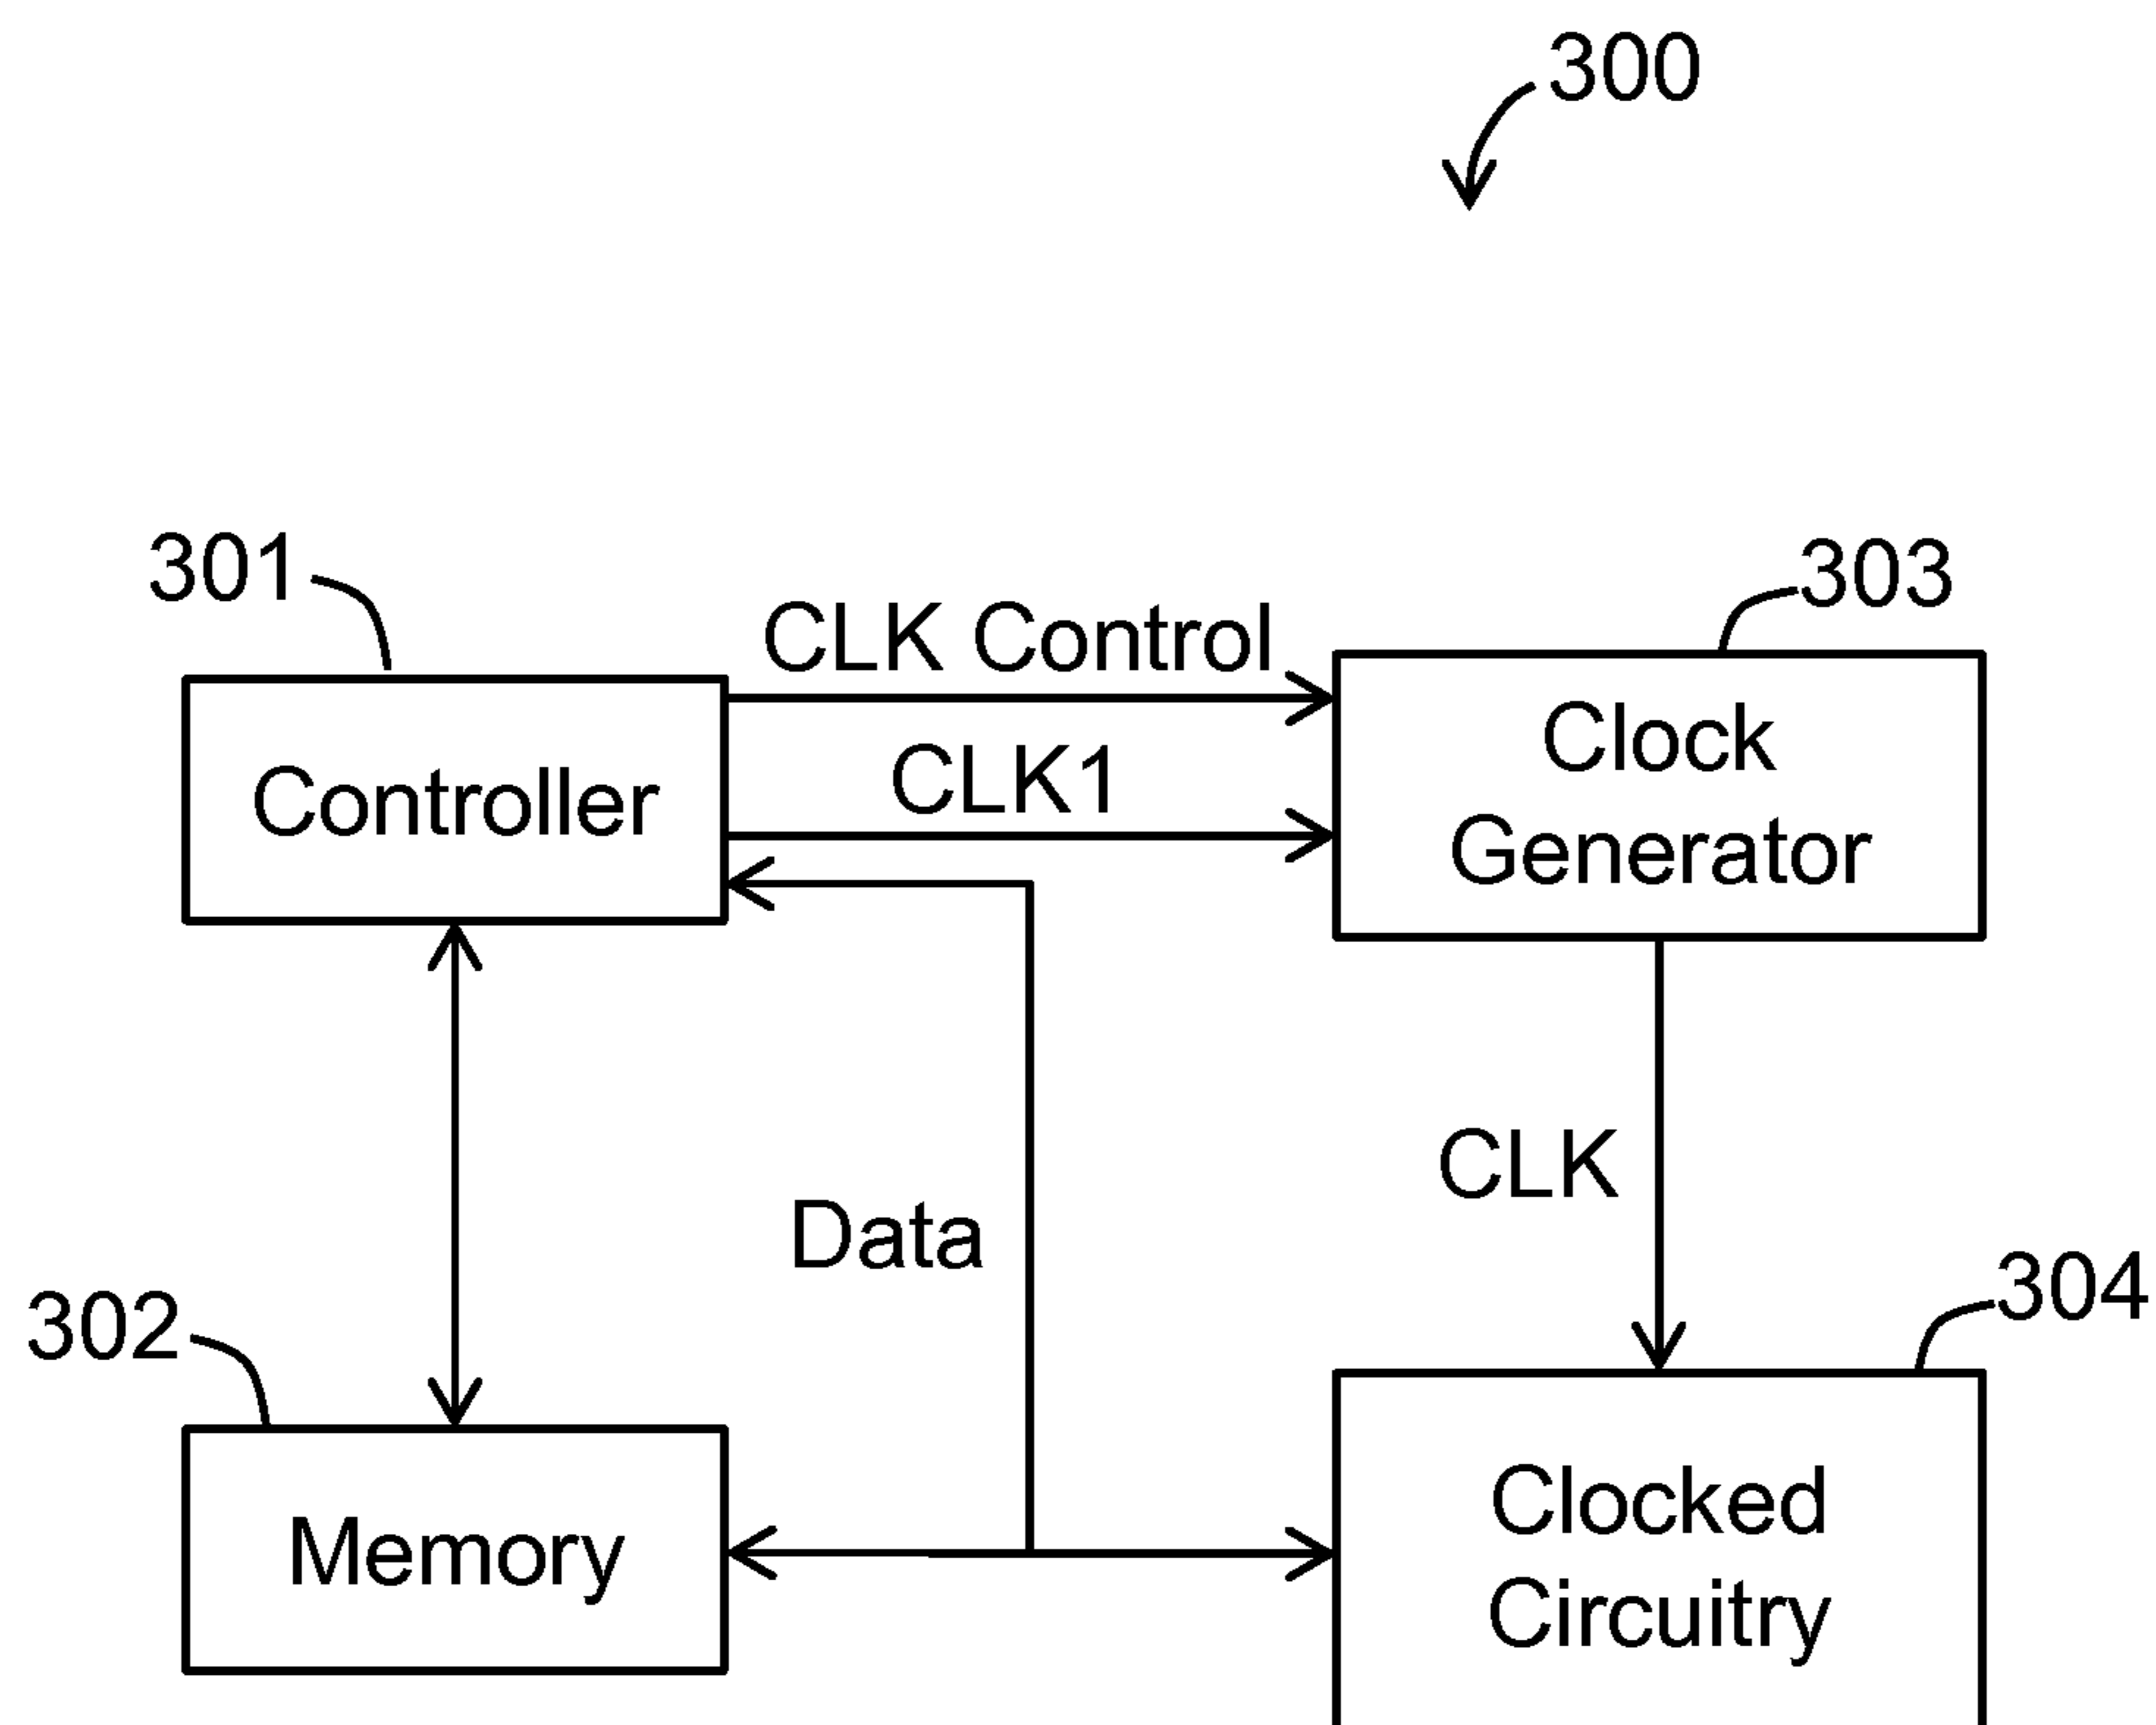 300
301
303
CLK Control
Clock
Generator
CLK1
Controller
CLK
Data
302
304
Memory
Clocked
Circuitry